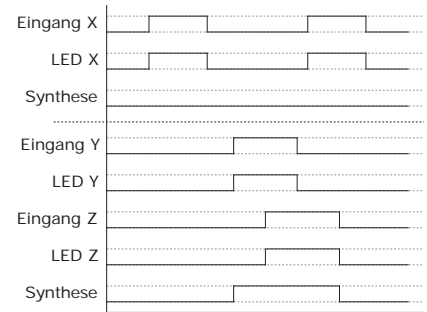 Eingang X
LED X
Synthese
Eingang Y
LED Y
Eingang Z
LED Z
Synthese